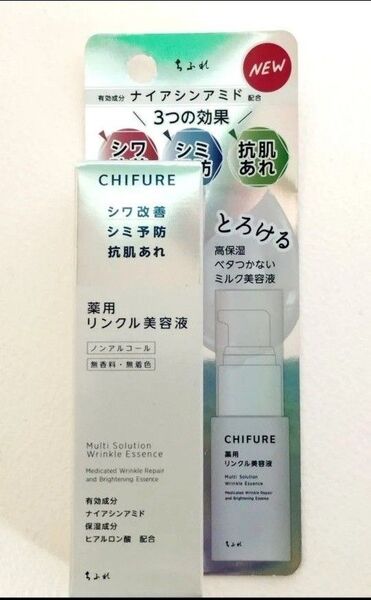 ちふれ
NEW
有効成分 ナイアシンアミド 配合
3つの効果
シワ
シミ
防
抗肌
あれ
とろける
高保湿
ベタつかない
ミルク美容液
CHIFURE
シワ改善
シミ予防
抗肌あれ
薬用
リンクル美容液
ノンアルコール
無香料・無着色
Multi Solution
Wrinkle Essence
Medicated Wrinkle Repair
and Brightening Essence
有効成分
ナイアシンアミド
保湿成分
ヒアルロン酸 配合
ちふれ
CHIFURE
薬用
リンクル美容液
Multi Solution
Wrinkle Essence
Medicated Wrinkle Repair
and Brightening Essence
ちふれ